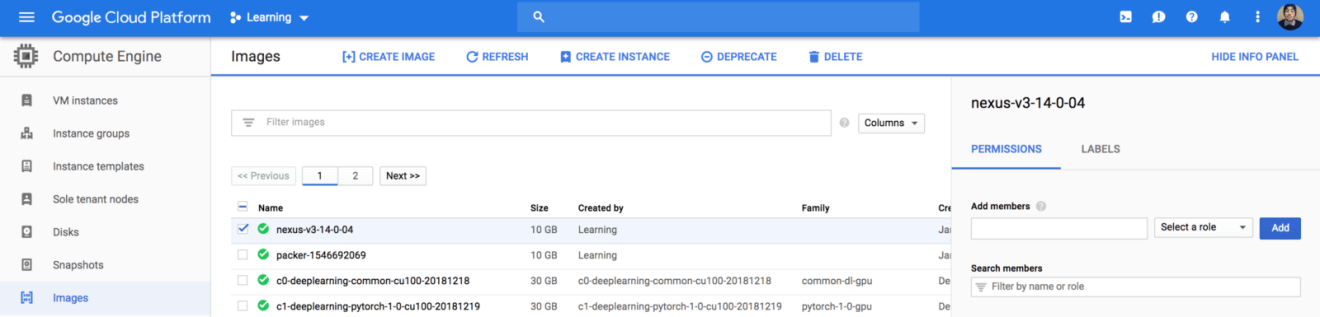 Google Cloud Platform Learning
Compute Engine
Images [+] CREATE IMAGE REFRESH CREATE INSTANCE DEPRECATE DELETE HIDE INFO PANEL
VM instances
Instance groups
Instance templates
Sole tenant nodes
Disks
Snapshots
Images
Filter images Columns
<< Previous 1 2 Next >>
Name Size Created by Family Cre
nexus-v3-14-0-04 10 GB Learning Jan
packer-1546692069 10 GB Learning Jan
c0-deeplearning-common-cu100-20181218 30 GB c0-deeplearning-common-cu100-20181218 common-dl-gpu De
c1-deeplearning-pytorch-1-0-cu100-20181219 30 GB c1-deeplearning-pytorch-1-0-cu100-20181219 pytorch-1-0-gpu De
nexus-v3-14-0-04
PERMISSIONS LABELS
Add members
Select a role Add
Search members
Filter by name or role